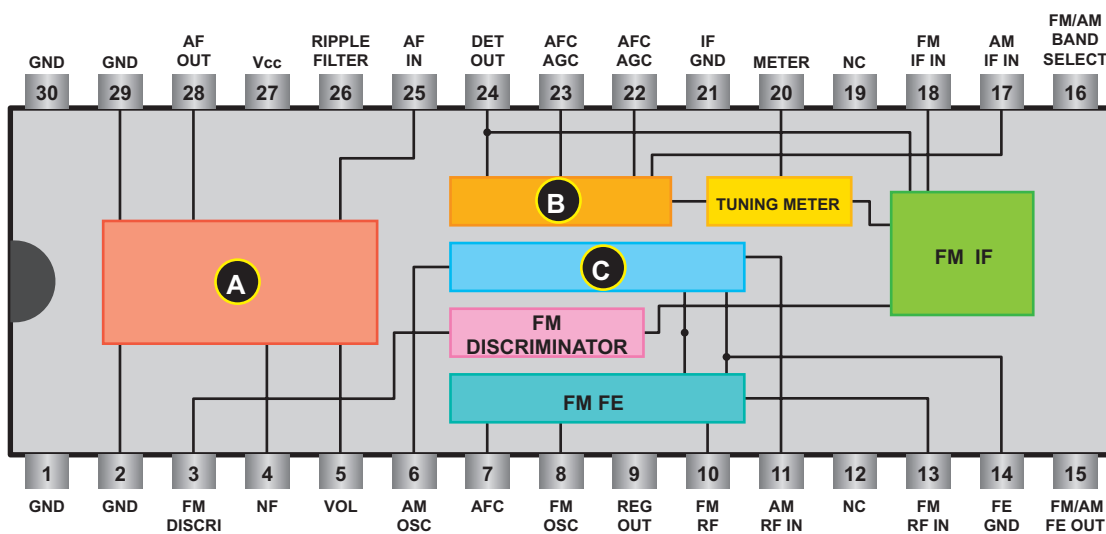 FM/AM
AF RIPPLE AF DET AFC AFC IF FM AM BAND
GND GND OUT Vcc FILTER IN OUT AGC AGC GND METER NC IF IN IF IN SELECT
30 29 28 27 26 25 24 23 22 21 20 19 18 17 16
B TUNING METER
A C FM IF
FM
DISCRIMINATOR
FM FE
1 2 3 4 5 6 7 8 9 10 11 12 13 14 15
GND GND FM NF VOL AM AFC FM REG FM AM NC FM FE FM/AM
DISCRI OSC OSC OUT RF RF IN RF IN GND FE OUT